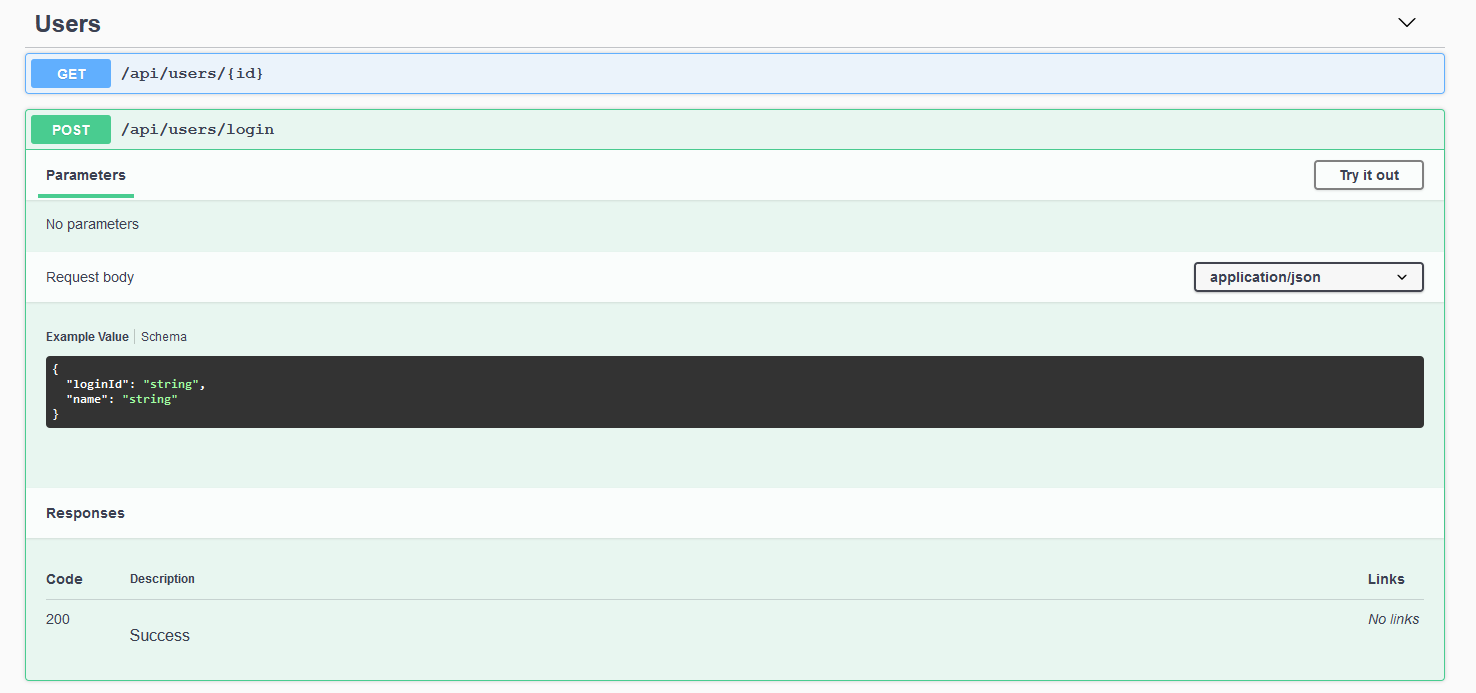 Users
GET /api/users/{id}
POST /api/users/login
Parameters Try it out
No parameters
Request body application/json
Example Value Schema
{
"loginId": "string",
"name": "string"
}
Responses
Code Description Links
200 No links
Success